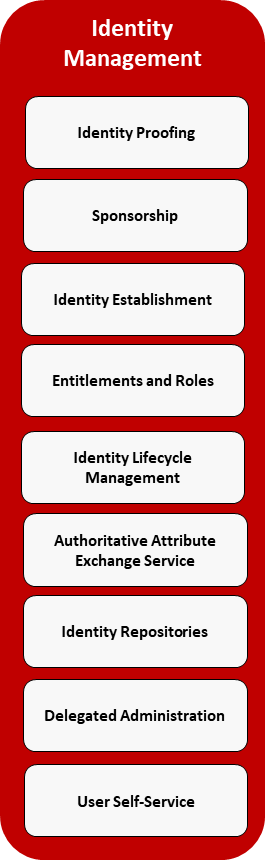 Identity
Management
Identity Proofing
Sponsorship
Identity Establishment
Entitlements and Roles
Identity Lifecycle
Management
Authoritative Attribute
Exchange Service
Identity Repositories
Delegated Administration
User Self-Service